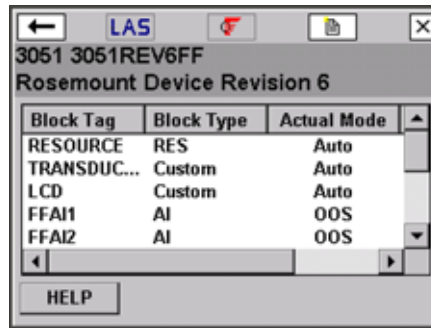 LAS
3051 3051REV6FF
Rosemount Device Revision 6
Block Tag Block Type Actual Mode
RESOURCE RES Auto
TRANSDUC... Custom Auto
LCD Custom Auto
FFAI1 AI OOS
FFAI2 AI OOS
HELP